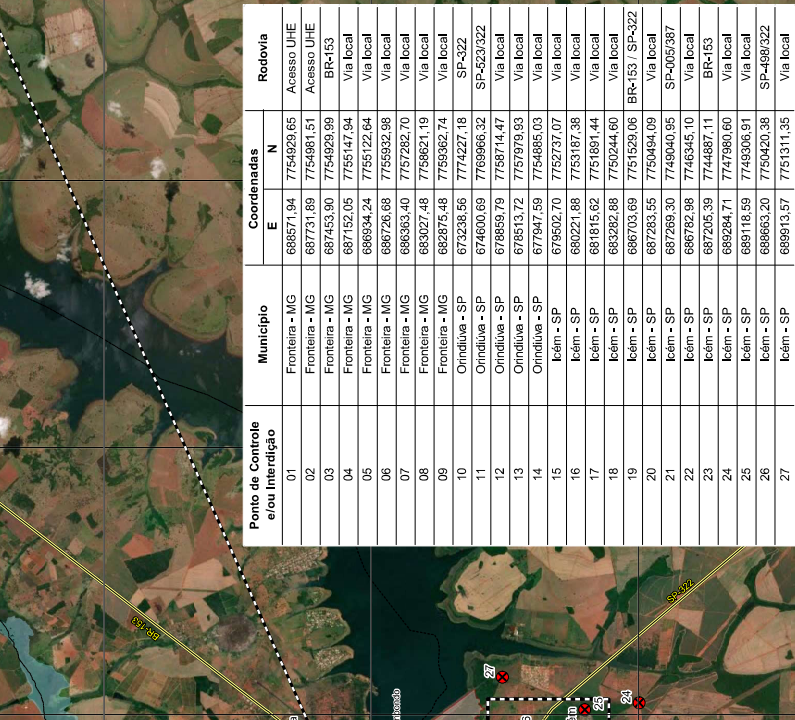 Ponto de Controle e/ou Interdição Município Coordenadas Rodovia
E N
01 Fronteira - MG 688571,94 7754929,65 Acesso UHE
02 Fronteira - MG 687731,89 7754981,51 Acesso UHE
03 Fronteira - MG 687453,90 7754929,99 BR-153
04 Fronteira - MG 687152,05 7755147,94 Via local
05 Fronteira - MG 686934,24 7755122,64 Via local
06 Fronteira - MG 686726,68 7755932,98 Via local
07 Fronteira - MG 686363,40 7757282,70 Via local
08 Fronteira - MG 683027,48 7758621,19 Via local
09 Fronteira - MG 682875,48 7759362,74 Via local
10 Orindiúva - SP 673238,56 77774227,18 SP-322
11 Orindiúva - SP 674600,69 7769966,32 SP-523/322
12 Orindiúva - SP 678859,79 7758714,47 Via local
13 Orindiúva - SP 678513,72 7757979,93 Via local
14 Orindiúva - SP 677947,59 7754885,03 Via local
15 Icém - SP 679502,70 7752737,07 Via local
16 Icém - SP 680221,88 7753187,38 Via local
17 Icém - SP 681815,62 7751891,44 Via local
18 Icém - SP 683282,88 7750244,60 Via local
19 Icém - SP 686703,69 7751529,06 BR-153 / SP-322
20 Icém - SP 687283,55 7750494,09 Via local
21 Icém - SP 687269,30 7749040,95 SP-005/387
22 Icém - SP 686782,98 7746345,10 Via local
23 Icém - SP 687205,39 7744887,11 BR-153
24 Icém - SP 689284,71 7747980,60 Via local
25 Icém - SP 689118,59 7749306,91 Via local
26 Icém - SP 688663,20 7750420,38 SP-498/322
27 Icém - SP 689913,57 7751311,35 Via local
BR-153
SP-322
27
25
24